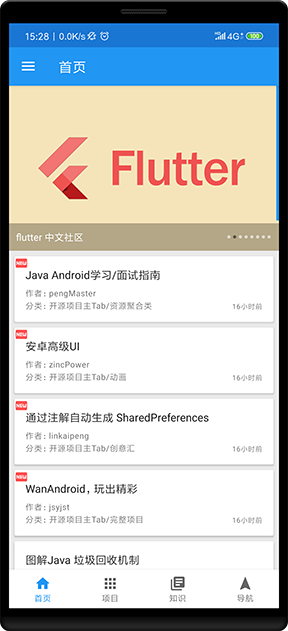 15:28 | 0.0K/s 4G 100
首页
Flutter
flutter 中文社区
NEW
Java Android学习/面试指南
作者: pengMaster
分类: 开源项目主Tab/资源聚合类 16小时前
NEW
安卓高级UI
作者: zincPower
分类: 开源项目主Tab/动画 16小时前
NEW
通过注解自动生成 SharedPreferences
作者: linkaipeng
分类: 开源项目主Tab/创意汇 16小时前
NEW
WanAndroid, 玩出精彩
作者: jsyjst
分类: 开源项目主Tab/完整项目 16小时前
图解Java 垃圾回收机制
首页 项目 知识 导航